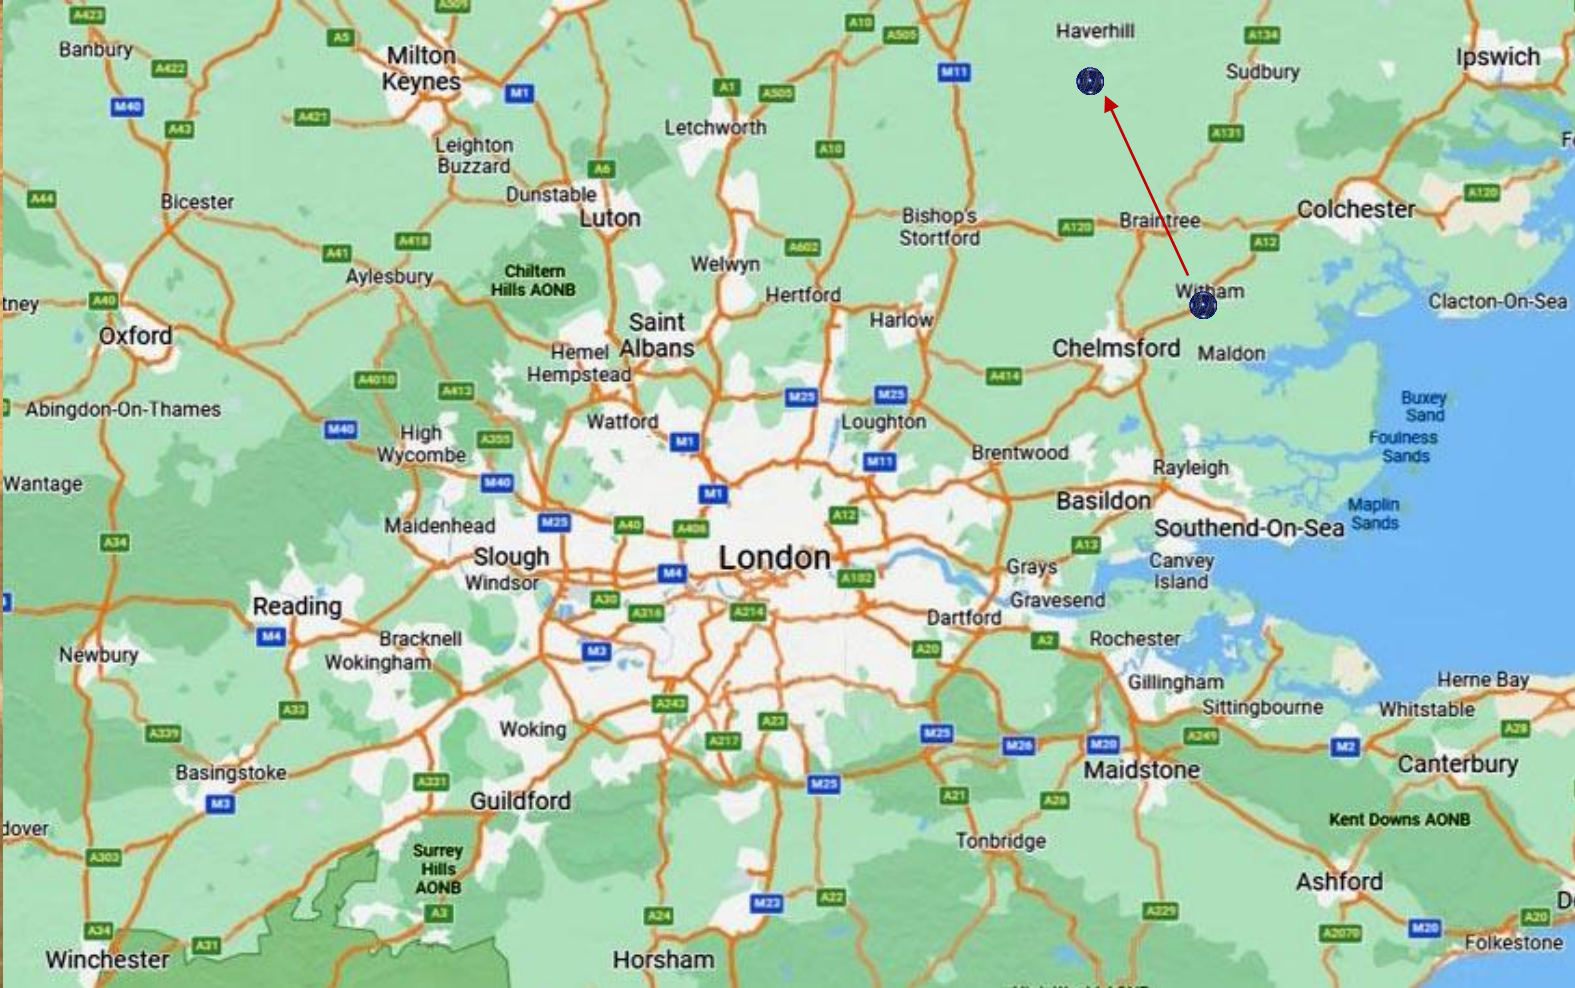 A423
A5
A509
A10
A505
Haverhill
A134
Ipswich
Banbury
A422
Milton
Keynes
M11
Sudbury
M40
A421
M1
A1
A505
A43
Letchworth
A10
A131
Leighton
Buzzard
A6
A44
Bicester
Dunstable
Luton
Bishop's
Stortford
A120
Braintree
Colchester
A120
A41
A418
A602
A12
Aylesbury
Chiltern
Hills AONB
Welwyn
Hertford
Witham
Clacton-On-Sea
tney
A40
Oxford
Saint
Albans
Harlow
Chelmsford
Maldon
Hemel
Hempstead
A4010
A413
M25
M25
A414
Abingdon-On-Thames
M40
High
Wycombe
A355
Watford
M1
Loughton
M11
Brentwood
Rayleigh
Buxey
Sand
Foulness
Sands
Wantage
M40
M1
Basildon
Maplin
Sands
Maidenhead
M25
A40
A406
A12
Southend-On-Sea
A34
Slough
Windsor
M4
London
A102
Grays
A13
Canvey
Island
Reading
M4
A30
A316
A214
Dartford
Gravesend
Newbury
Bracknell
Wokingham
M3
A20
A2
Rochester
Gillingham
Herne Bay
A33
A243
Sittingbourne
Whitstable
A339
Woking
A217
A23
M25
M26
M20
A249
M2
A28
Basingstoke
M3
A331
Guildford
M25
Maidstone
Canterbury
A21
A26
dover
A303
Surrey
Hills
AONB
Tonbridge
Kent Downs AONB
Ashford
A34
A31
A3
A24
M23
A22
A229
A2070
M20
A20
Winchester
Horsham
Folkestone